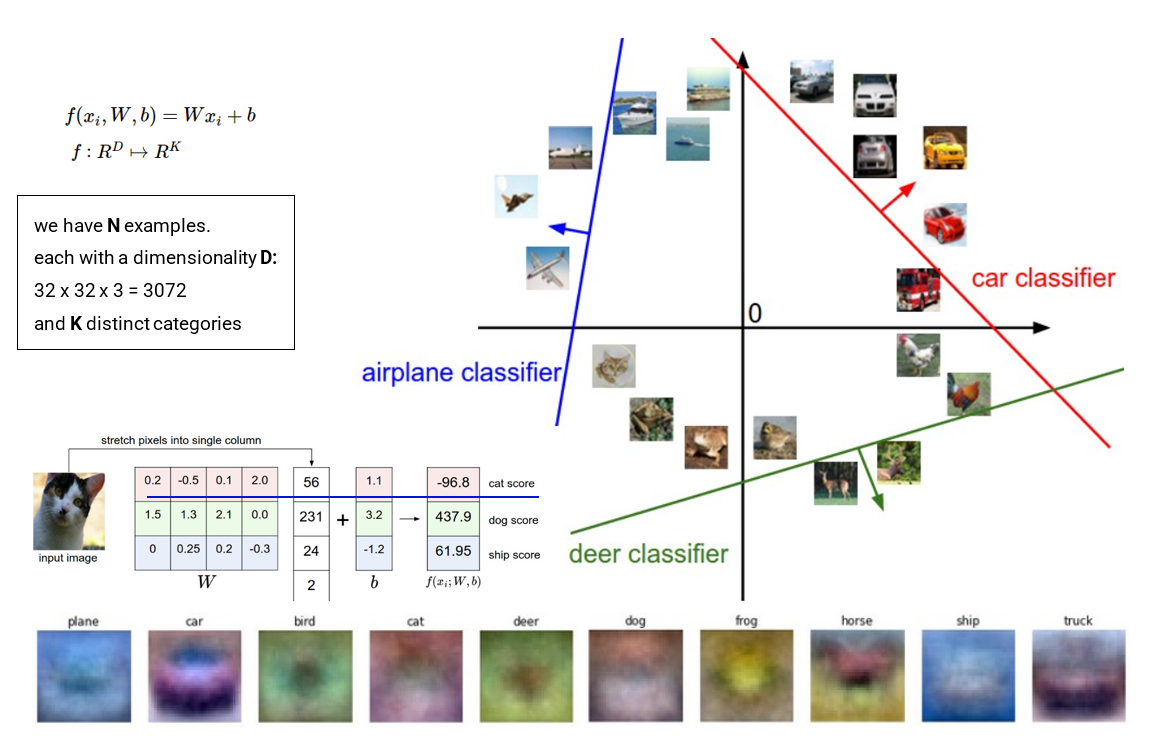 f(x_i, W, b) = Wx_i + b
f : R^D ↦ R^K
we have N examples.
each with a dimensionality D:
32 x 32 x 3 = 3072
and K distinct categories
0
car classifier
airplane classifier
deer classifier
stretch pixels into single column
0.2 -0.5 0.1 2.0 56 1.1 -96.8 cat score
1.5 1.3 2.1 0.0 231 + 3.2 → 437.9 dog score
0 0.25 0.2 -0.3 24 -1.2 61.95 ship score
2
input image
W b f(x_i; W, b)
plane car bird cat deer dog frog horse ship truck